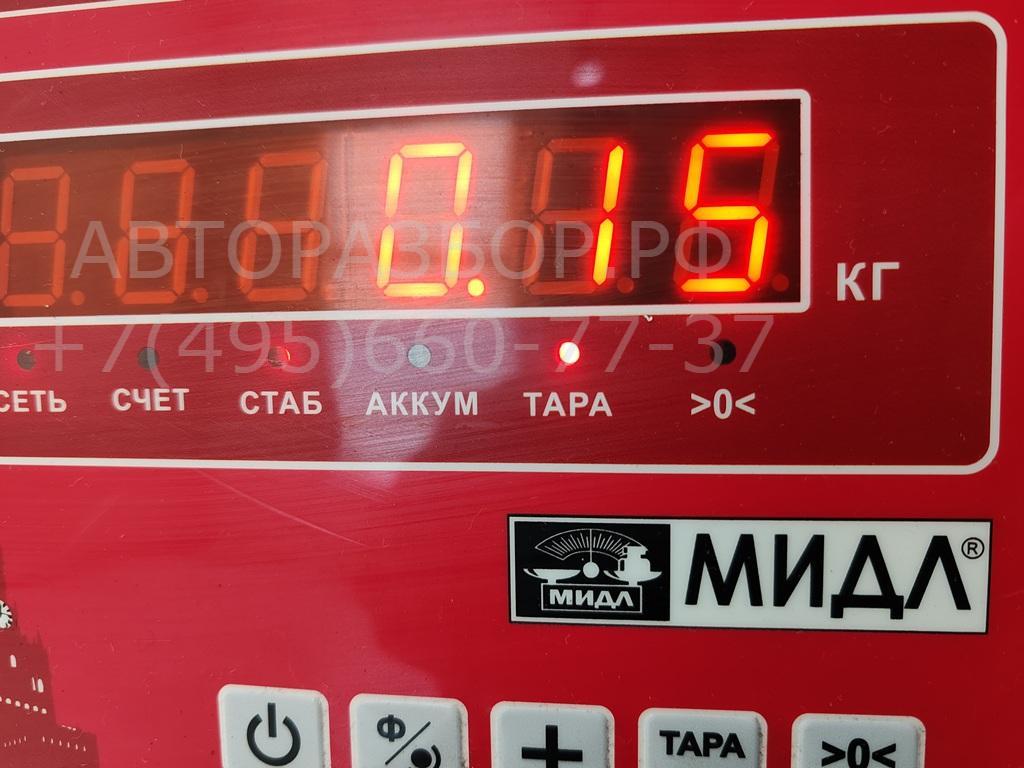 0.15
КГ
АВТОРАЗБОР.РФ
+7(495)660-77-37
СЕТЬ СЧЕТ СТАБ АККУМ ТАРА >0<
МИДЛ МИДЛ®
Ф
+ ТАРА >0<